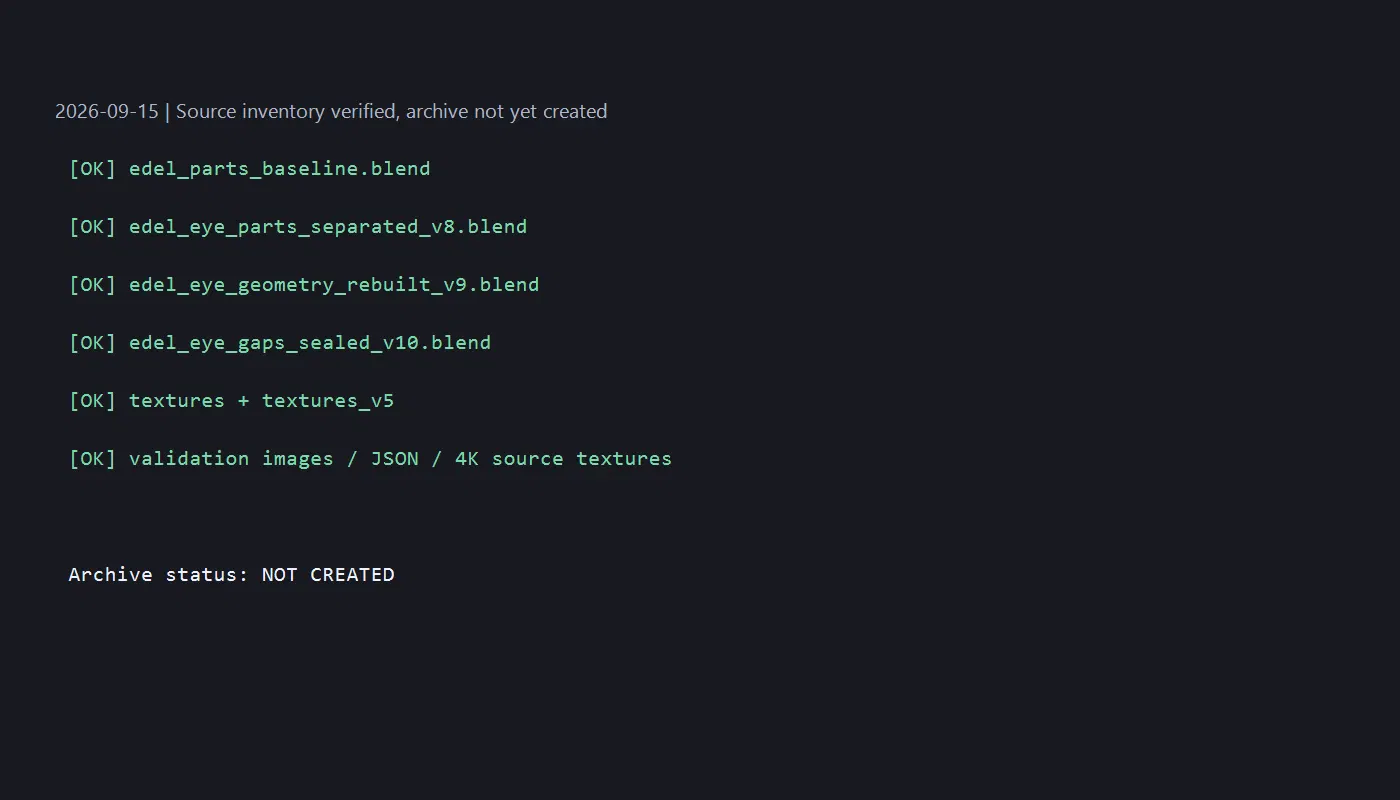 2026-09-15 | Source inventory verified, archive not yet created
[OK] edel_parts_baseline.blend
[OK] edel_eye_parts_separated_v8.blend
[OK] edel_eye_geometry_rebuilt_v9.blend
[OK] edel_eye_gaps_sealed_v10.blend
[OK] textures + textures_v5
[OK] validation images / JSON / 4K source textures
Archive status: NOT CREATED